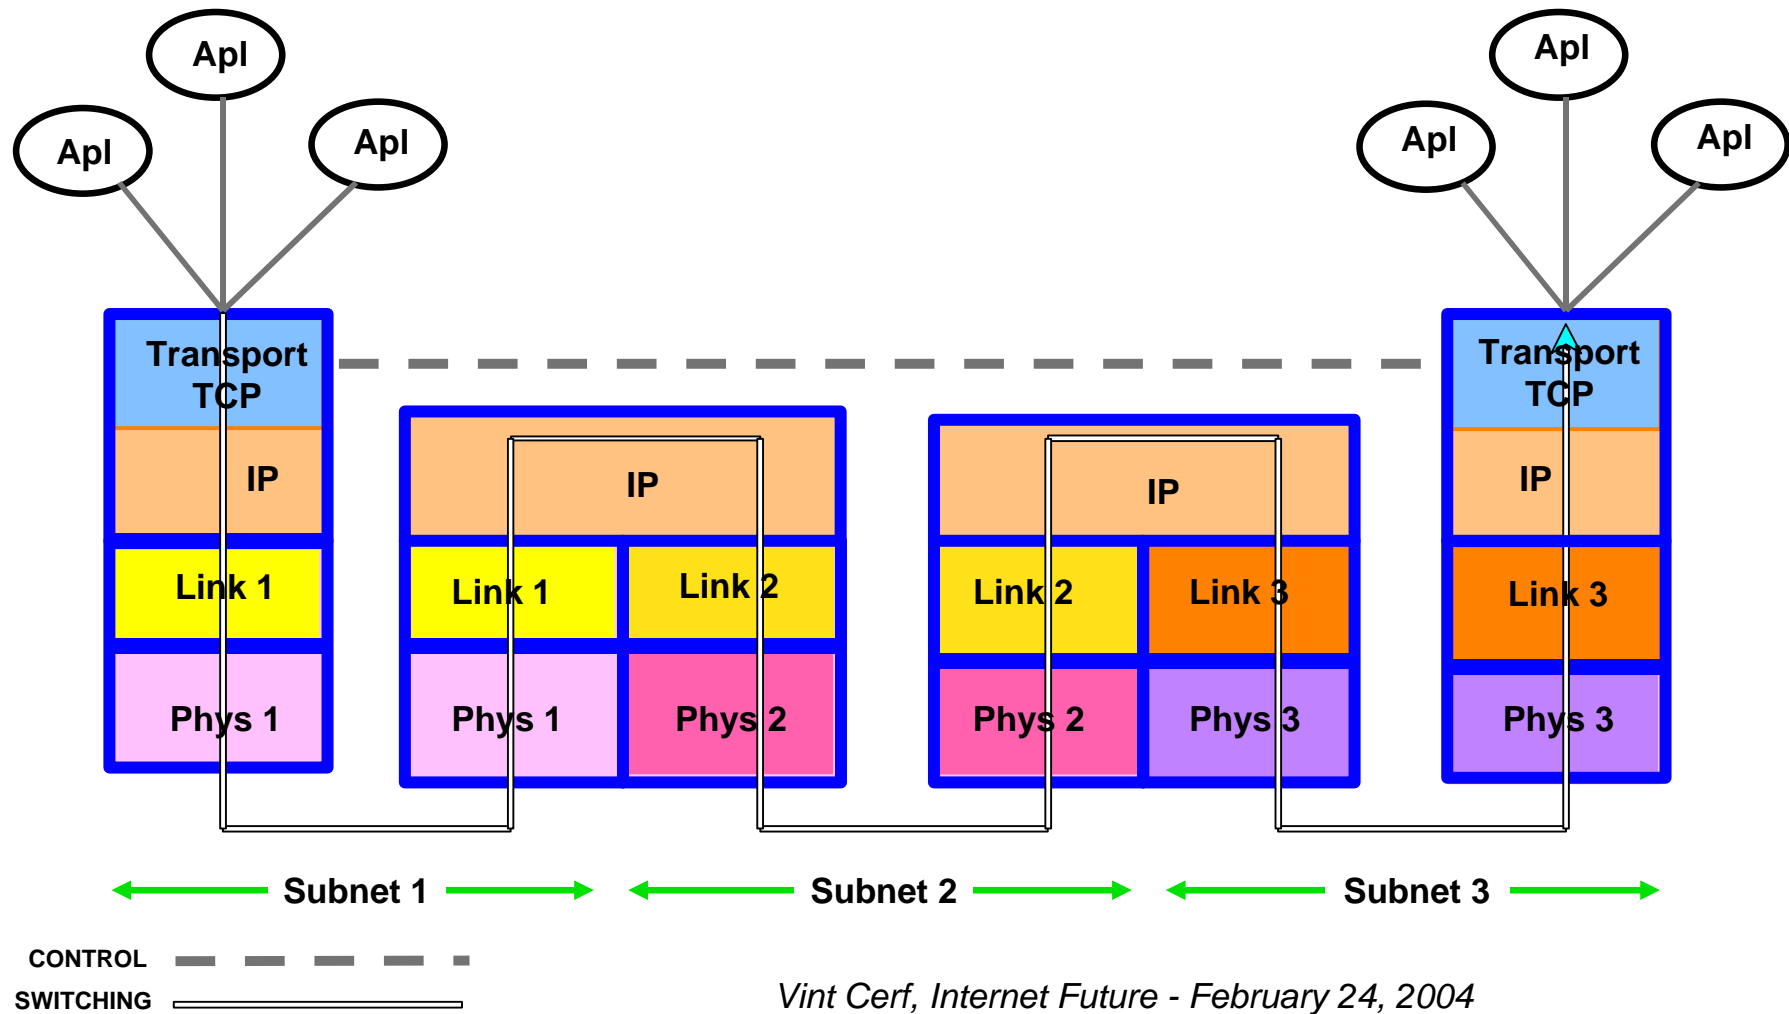 Apl
Apl
Apl
Apl
Apl
Apl
Transport
TCP
IP
Link 1
Phys 1
IP
Link 1
Link 2
Phys 1
Phys 2
IP
Link 2
Link 3
Phys 2
Phys 3
Transport
TCP
IP
Link 3
Phys 3
Subnet 1
Subnet 2
Subnet 3
CONTROL
SWITCHING
Vint Cerf, Internet Future - February 24, 2004